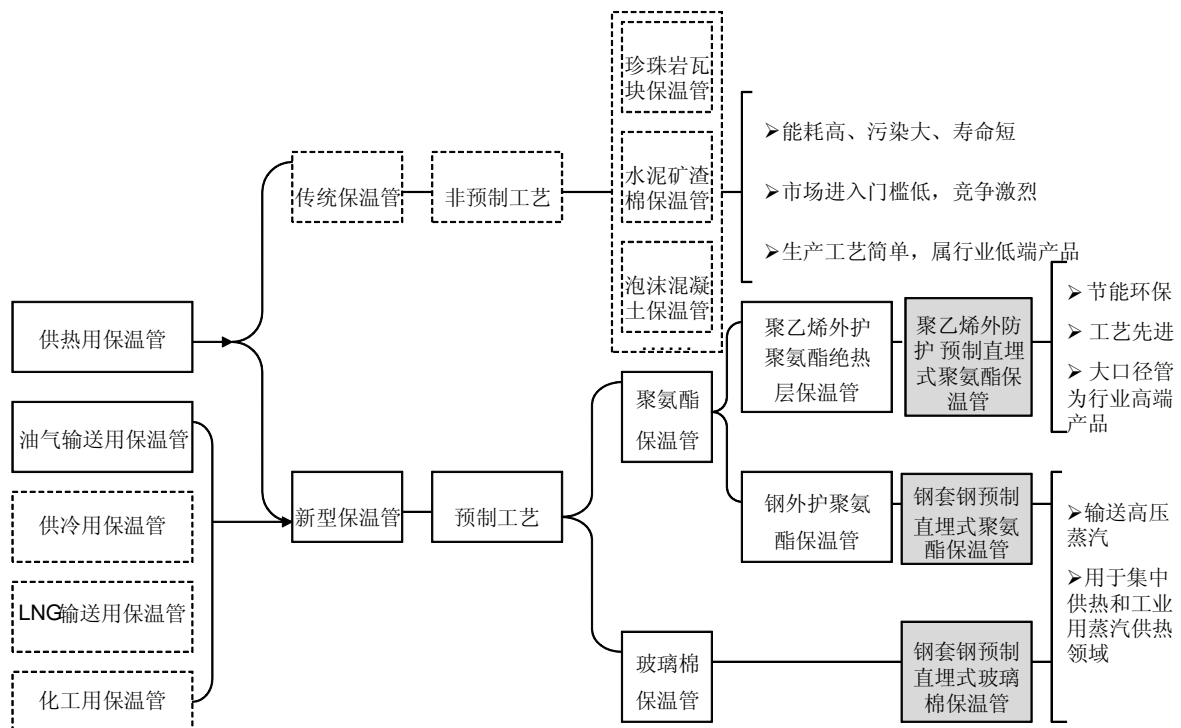 珍珠岩瓦
块保温管
水泥矿渣
棉保温管
泡沫混凝
土保温管
……
➢能耗高、污染大、寿命短
➢市场进入门槛低，竞争激烈
➢生产工艺简单，属行业低端产品
传统保温管
非预制工艺
供热用保温管
油气输送用保温管
供冷用保温管
LNG输送用保温管
化工用保温管
新型保温管
预制工艺
聚氨酯
保温管
玻璃棉
保温管
聚乙烯外护
聚氨酯绝热
层保温管
钢外护聚氨
酯保温管
聚乙烯外防
护 预制直埋
式聚氨酯保
温管
钢套钢预制
直埋式聚氨
酯保温管
钢套钢预制
直埋式玻璃
棉保温管
➢ 节能环保
➢ 工艺先进
➢ 大口径管
为行业高端
产品
➢输送高压
蒸汽
➢用于集中
供热和工业
用蒸汽供热
领域